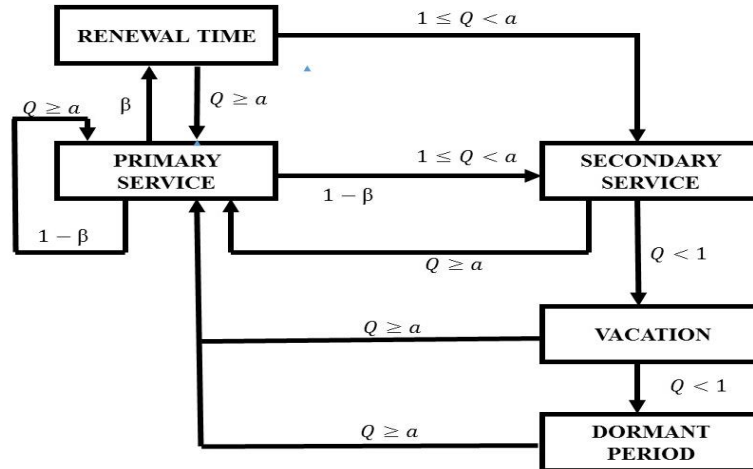 1 ≤ Q < a
RENEWAL TIME
Q ≥ a
β
Q ≥ a
PRIMARY
SERVICE
1 ≤ Q < a
1 − β
SECONDARY
SERVICE
1 − β
Q ≥ a
Q < 1
Q ≥ a
VACATION
Q < 1
Q ≥ a
DORMANT
PERIOD